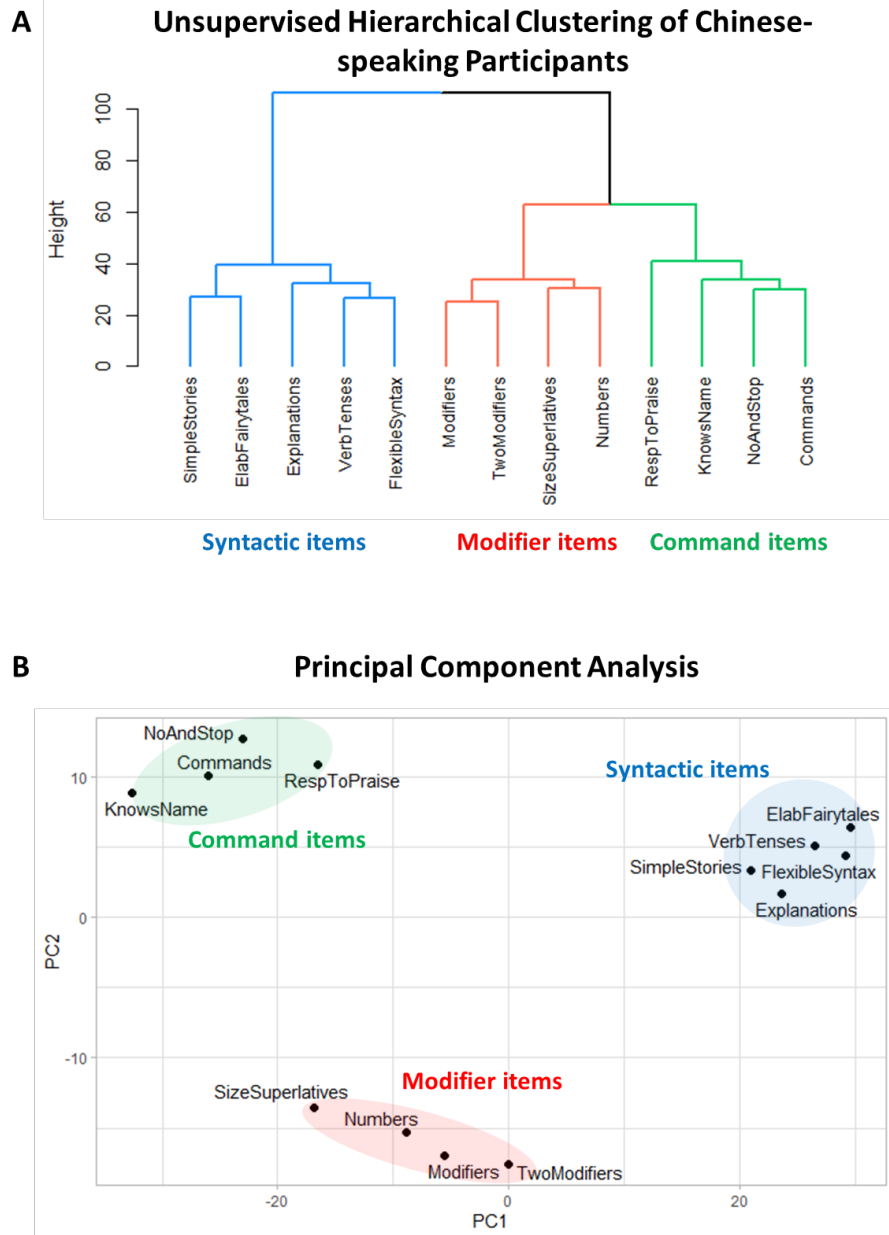 A
Unsupervised Hierarchical Clustering of Chinese-
speaking Participants
Height
100
80
60
40
20
0
SimpleStories
ElabFairytales
Explanations
VerbTenses
FlexibleSyntax
Modifiers
TwoModifiers
SizeSuperlatives
Numbers
RespToPraise
KnowsName
NoAndStop
Commands
Syntactic items
Modifier items
Command items
B
Principal Component Analysis
NoAndStop
Commands
RespToPraise
KnowsName
Command items
Syntactic items
ElabFairytales
VerbTenses
SimpleStories
FlexibleSyntax
Explanations
PC2
10
0
-10
Modifier items
SizeSuperlatives
Numbers
Modifiers
TwoModifiers
-20
0
20
PC1